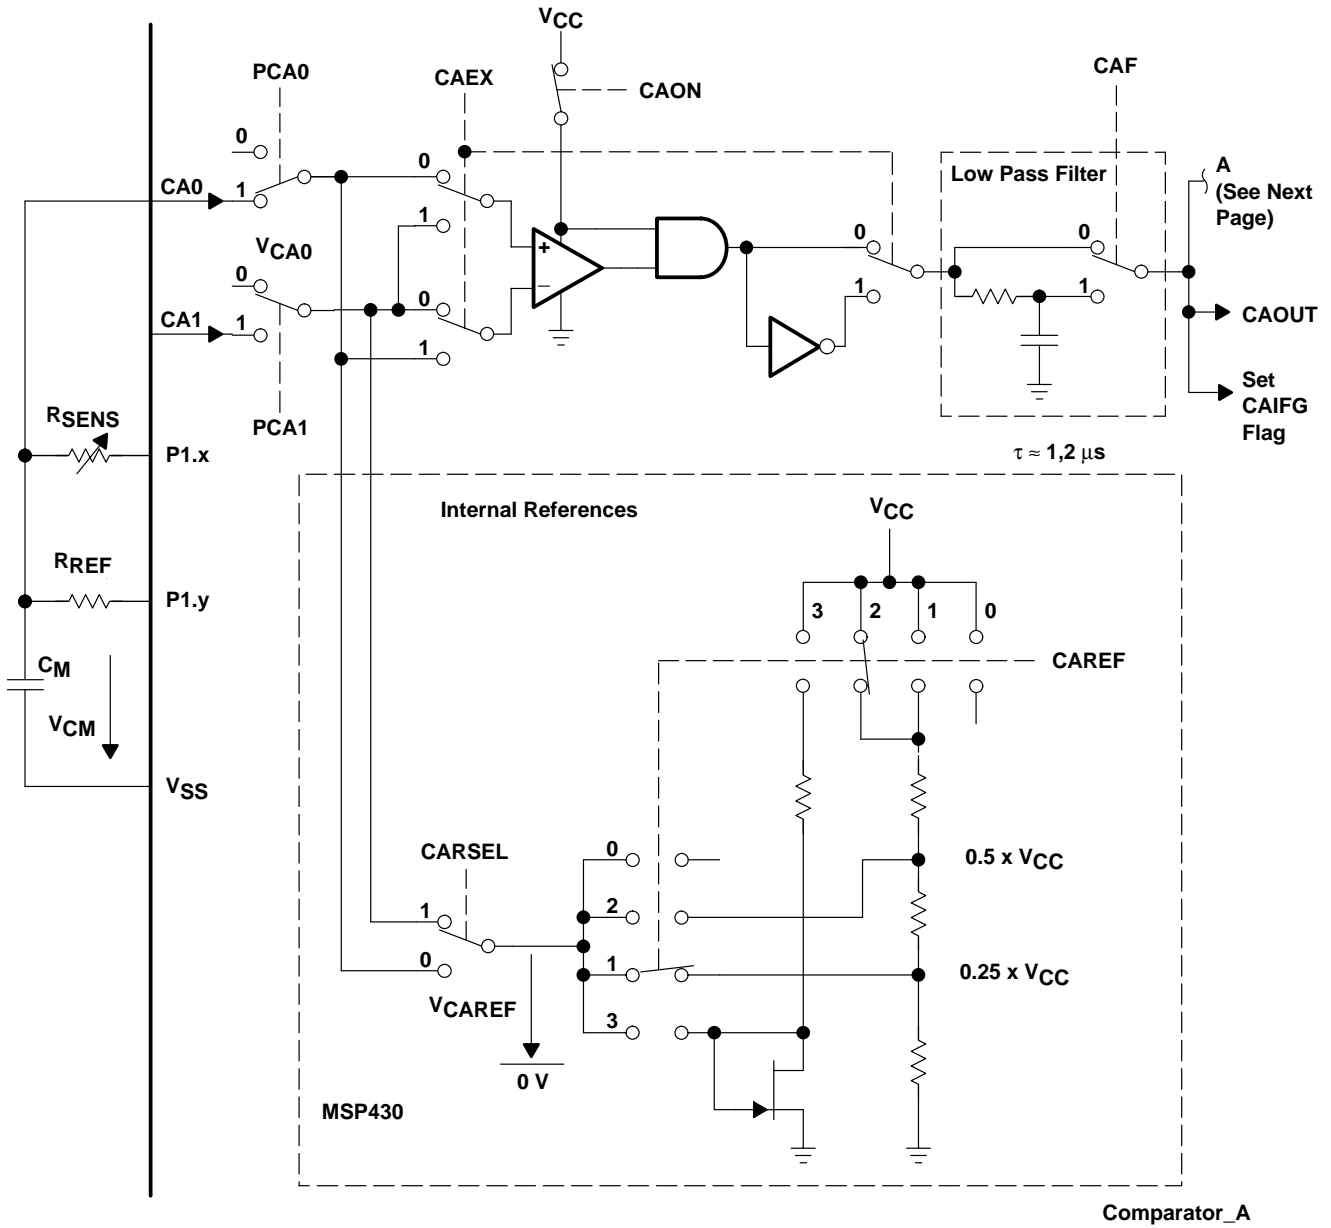 VCC
PCA0
CAEX
CAON
CAF
0
CA0
1
0
1
Low Pass Filter
A
(See Next
Page)
VCA0
0
CA1
1
PCA1
0
1
+
–
0
1
0
1
CAOUT
Set
CAIFG
Flag
τ ≈ 1,2 μs
RSENS
P1.x
RREF
P1.y
CM
VCM
VSS
Internal References
VCC
3
2
1
0
CAREF
CARSEL
1
0
VCAREF
0 V
0
2
1
3
0.5 x VCC
0.25 x VCC
MSP430
Comparator_A